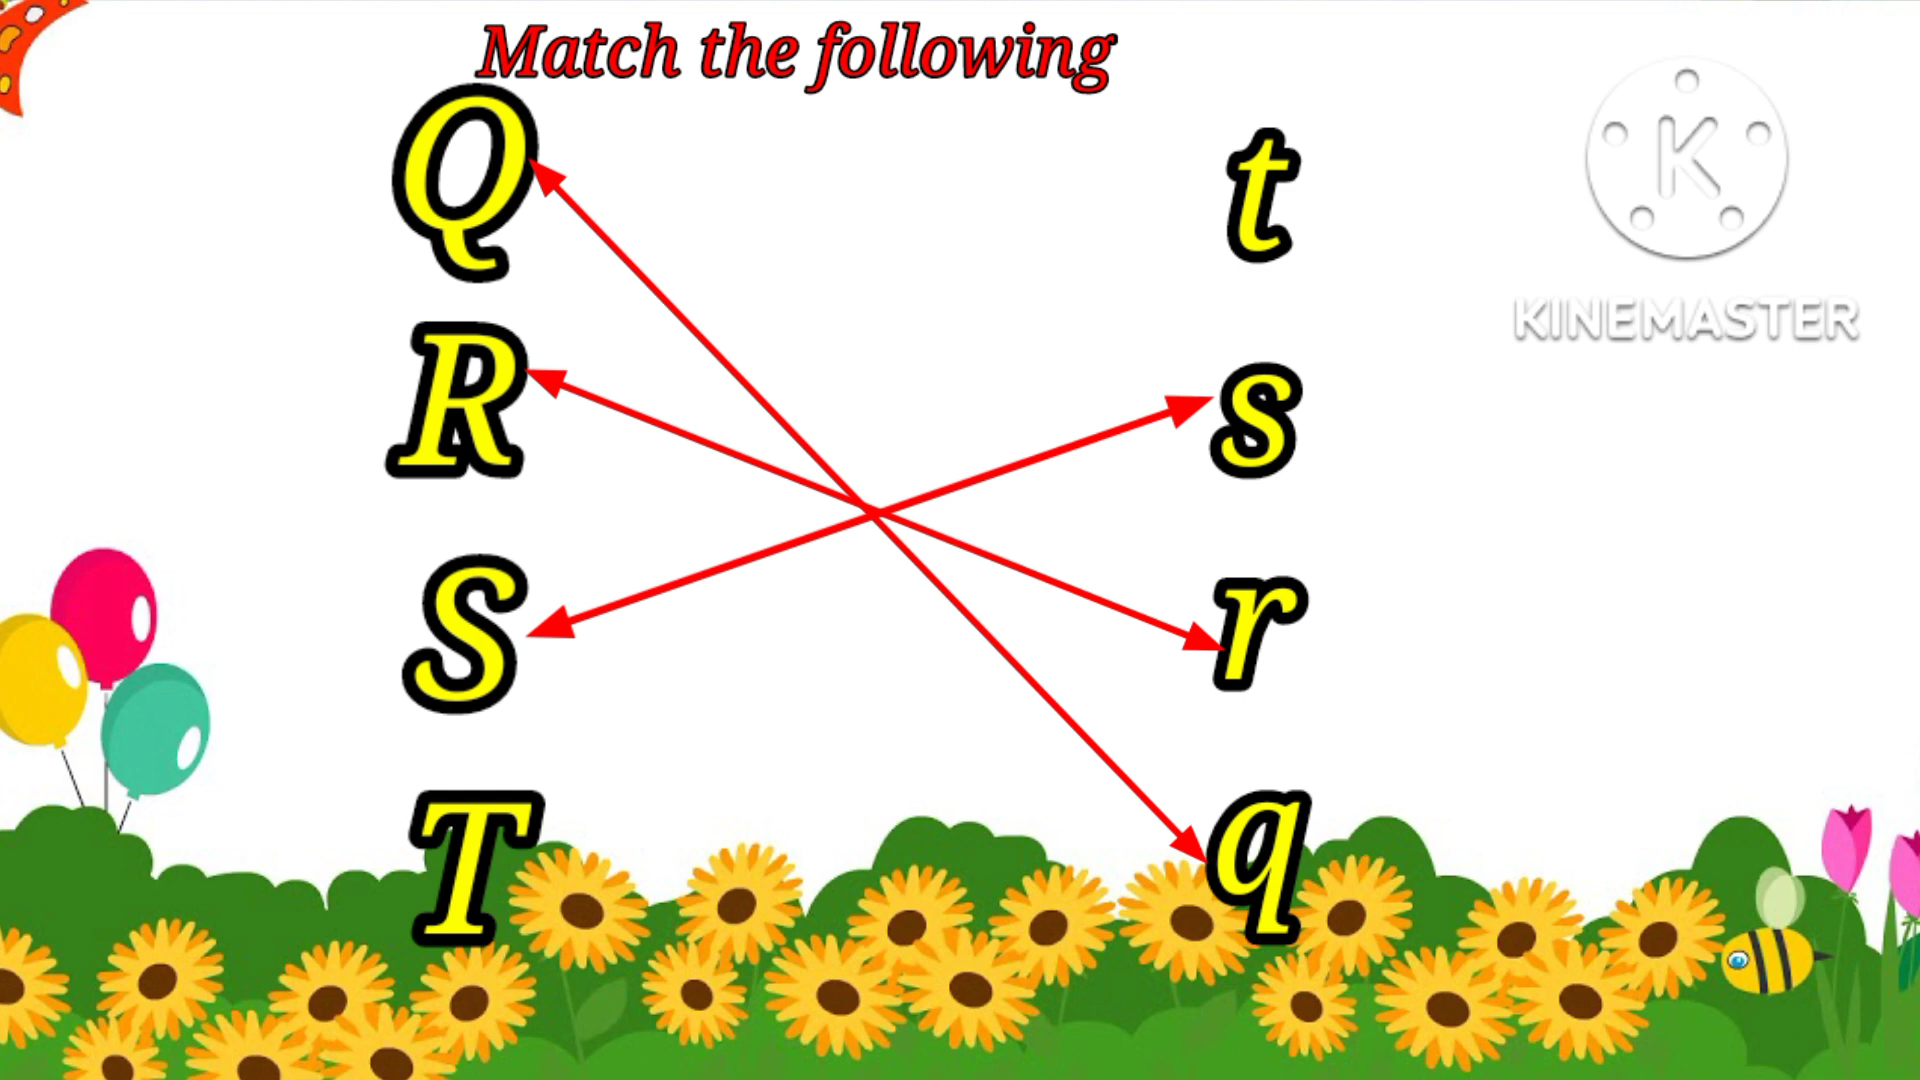 Match the following
Q t
R s
S r
T q
K
KINEMASTER